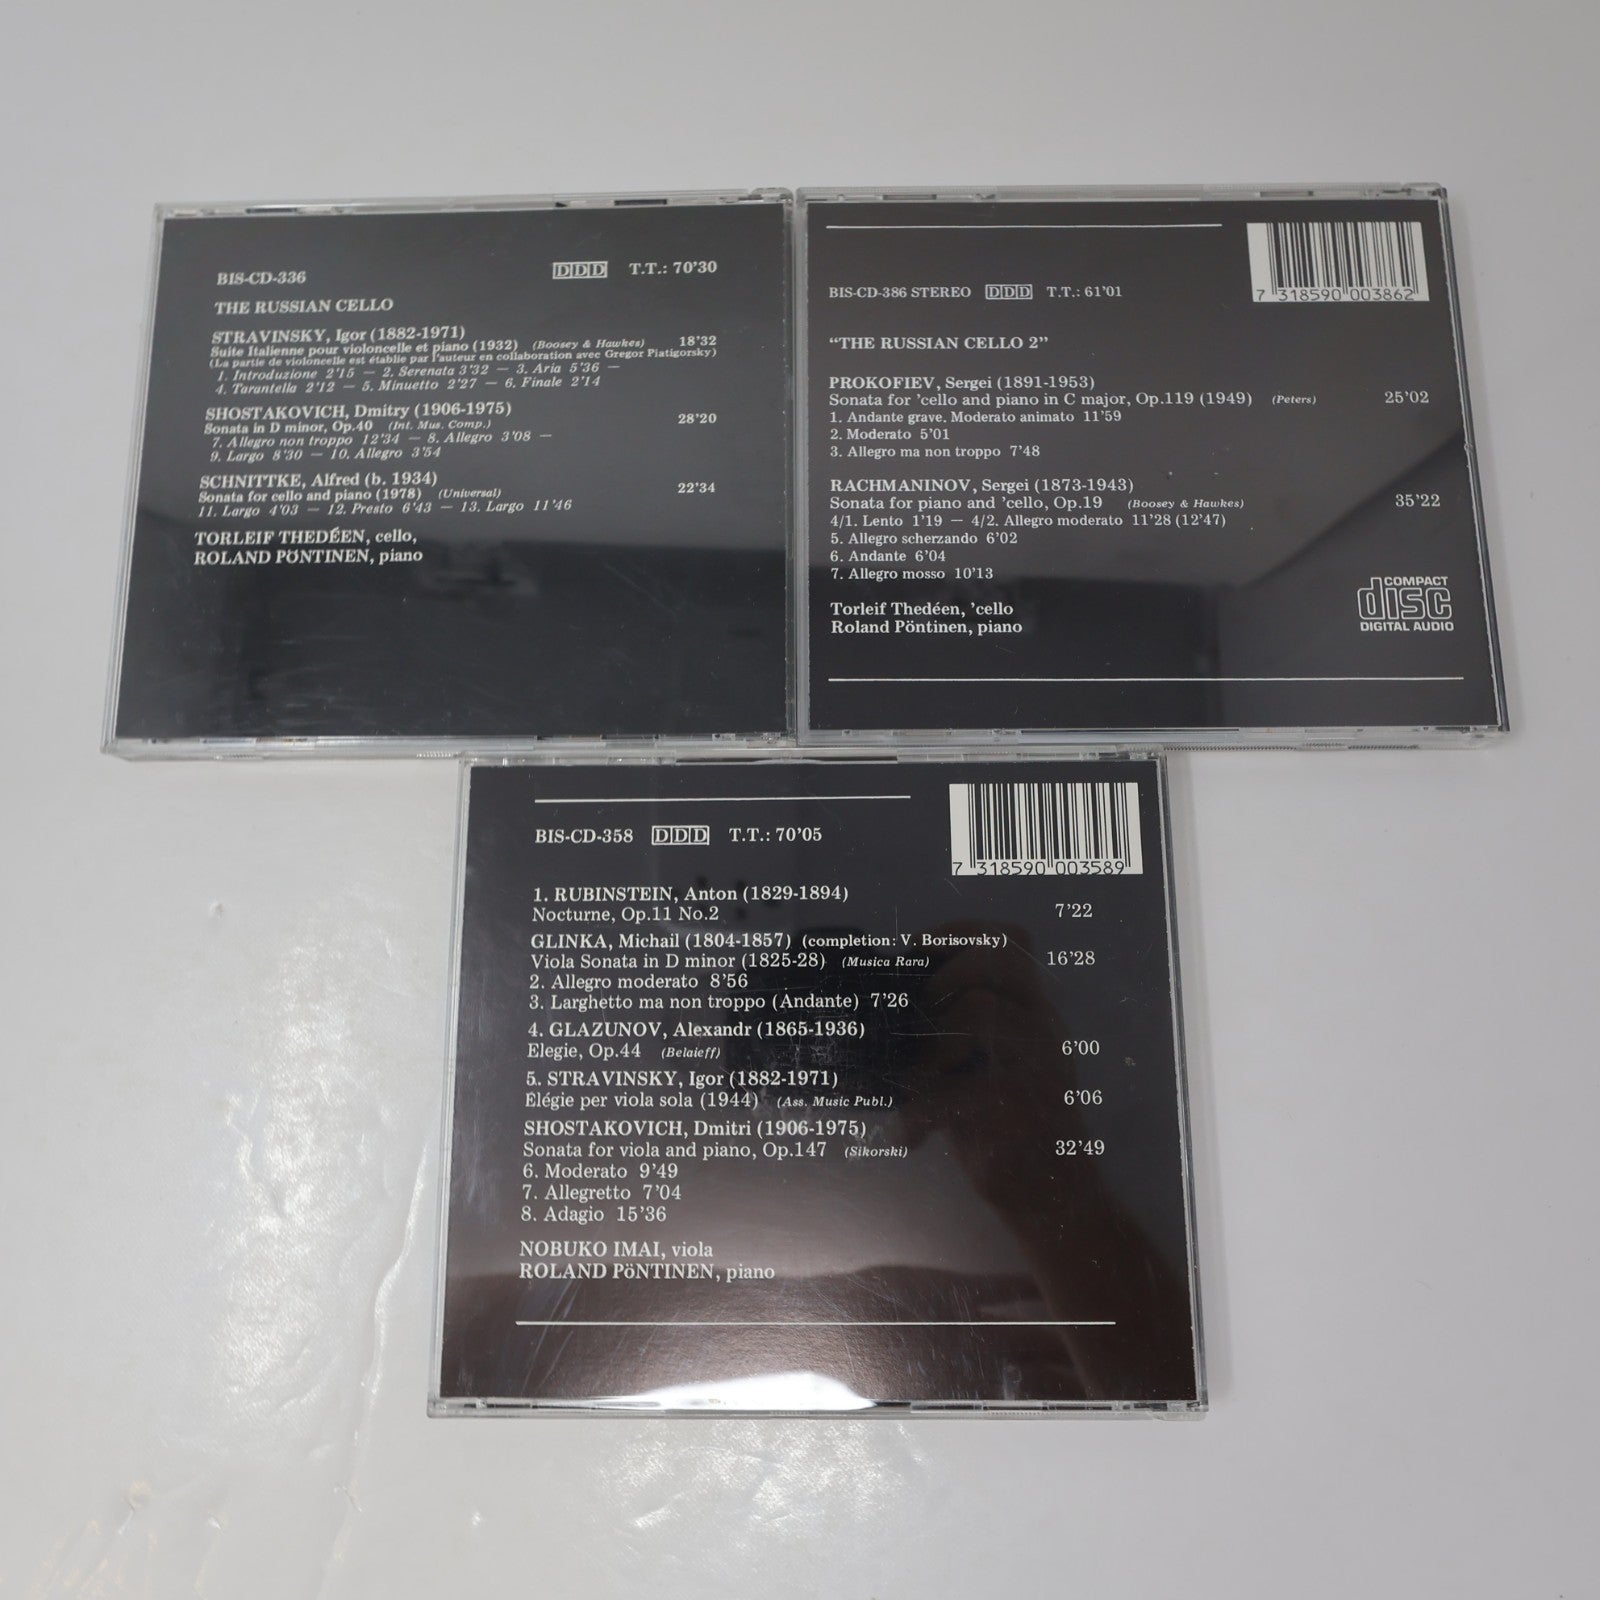 BIS-CD-336 DDD T.T.: 70'30
THE RUSSIAN CELLO
STRAVINSKY, Igor (1882-1971)
Suite Italienne pour violoncelle et piano (1932) (Boosey & Hawkes) 18'32
(La partie de violoncelle est établie par l'auteur en collaboration avec Gregor Piatigorsky)
1. Introduzione 2'15 — 2. Serenata 3'32 — 3. Aria 5'36 —
4. Tarantella 2'12 — 5. Minuetto 2'27 — 6. Finale 2'14
SHOSTAKOVICH, Dmitry (1906-1975)
Sonata in D minor, Op.40 (Int. Mus. Comp.) 28'20
7. Allegro non troppo 12'34 — 8. Allegro 3'08 —
9. Largo 8'30 — 10. Allegro 3'54
SCHNITTKE, Alfred (b. 1934)
Sonata for cello and piano (1978) (Universal) 22'34
11. Largo 4'03 — 12. Presto 6'43 — 13. Largo 11'46
TORLEIF THEDÉEN, cello,
ROLAND PÖNTINEN, piano
7 318590 003862
BIS-CD-386 STEREO DDD T.T.: 61'01
"THE RUSSIAN CELLO 2"
PROKOFIEV, Sergei (1891-1953)
Sonata for 'cello and piano in C major, Op.119 (1949) (Peters) 25'02
1. Andante grave. Moderato animato 11'59
2. Moderato 5'01
3. Allegro ma non troppo 7'48
RACHMANINOV, Sergei (1873-1943)
Sonata for piano and 'cello, Op.19 (Boosey & Hawkes) 35'22
4/1. Lento 1'19 — 4/2. Allegro moderato 11'28 (12'47)
5. Allegro scherzando 6'02
6. Andante 6'04
7. Allegro mosso 10'13
Torleif Thedéen, 'cello
Roland Pöntinen, piano
COMPACT
disc
DIGITAL AUDIO
BIS-CD-358 DDD T.T.: 70'05
7 318590 003589
1. RUBINSTEIN, Anton (1829-1894)
Nocturne, Op.11 No.2 7'22
GLINKA, Michail (1804-1857) (completion: V. Borisovsky)
Viola Sonata in D minor (1825-28) (Musica Rara) 16'28
2. Allegro moderato 8'56
3. Larghetto ma non troppo (Andante) 7'26
4. GLAZUNOV, Alexandr (1865-1936)
Elegie, Op.44 (Belaieff) 6'00
5. STRAVINSKY, Igor (1882-1971)
Elégie per viola sola (1944) (Ass. Music Publ.) 6'06
SHOSTAKOVICH, Dmitri (1906-1975)
Sonata for viola and piano, Op.147 (Sikorski) 32'49
6. Moderato 9'49
7. Allegretto 7'04
8. Adagio 15'36
NOBUKO IMAI, viola
ROLAND PöNTINEN, piano